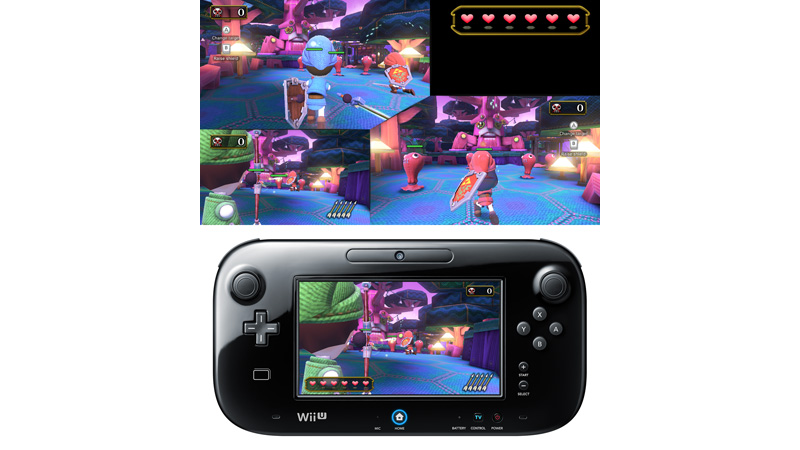 0
A
Change target
B
Raise shield
0
A
Change target
B
Raise shield
0
0
X
Y
A
B
+
START
−
SELECT
Wii U
MIC
HOME
BATTERY
TV
CONTROL
POWER